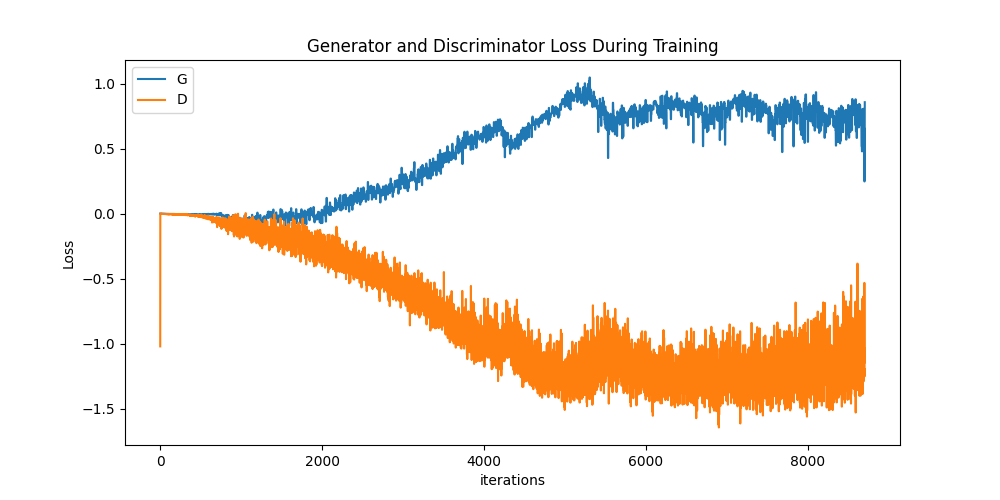 Generator and Discriminator Loss During Training
G
D
1.0
0.5
0.0
−0.5
−1.0
−1.5
Loss
0 2000 4000 6000 8000
iterations